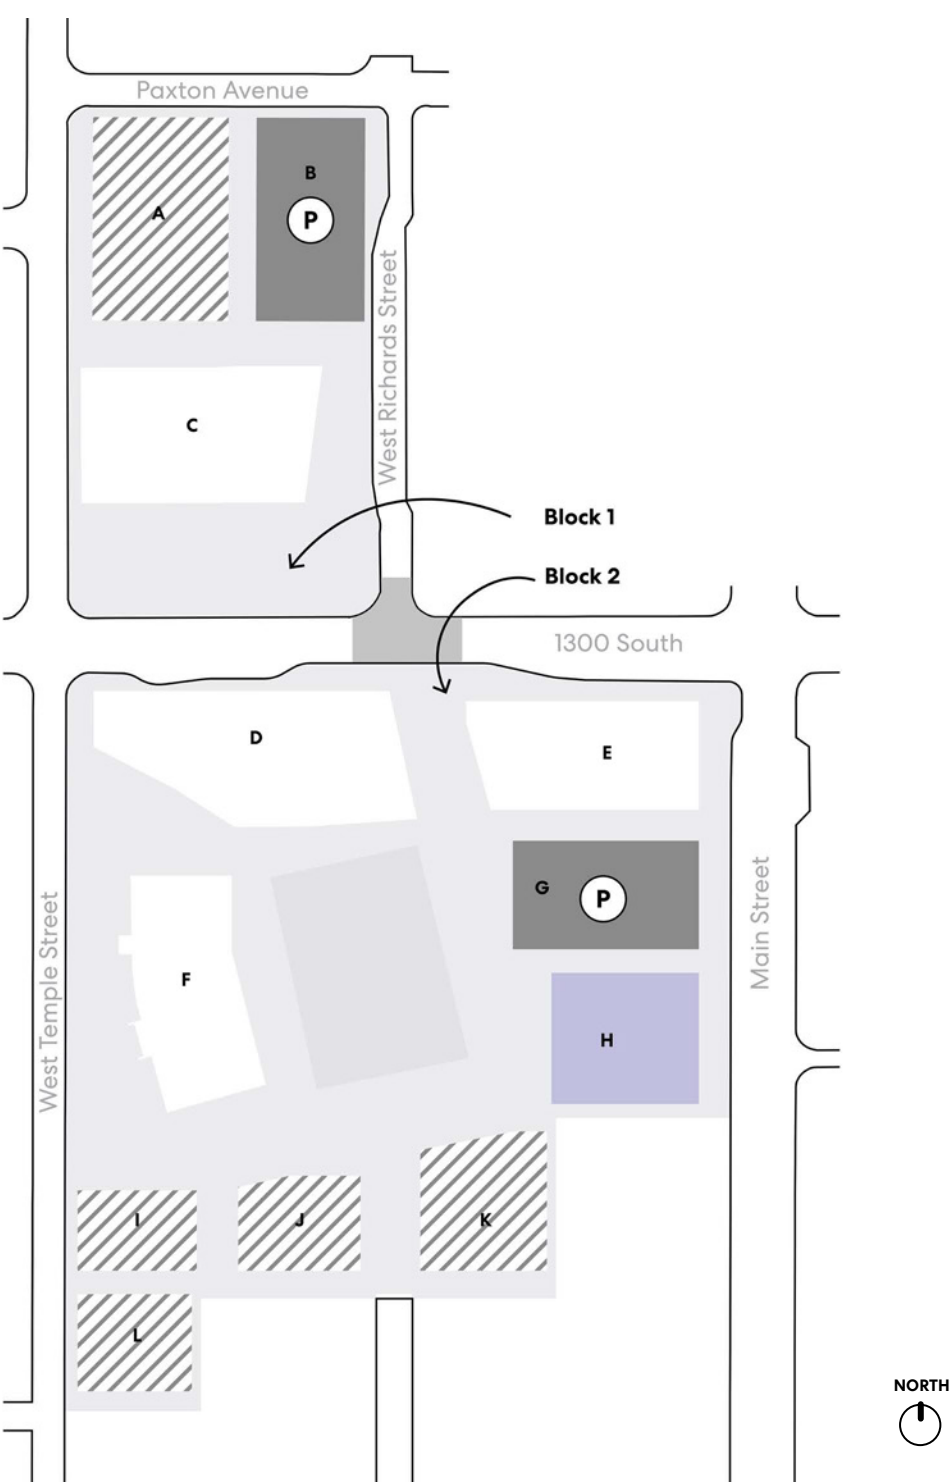 Paxton Avenue
A
B
P
West Richards Street
C
Block 1
Block 2
1300 South
D
E
G
P
Main Street
West Temple Street
F
H
I
J
K
L
NORTH